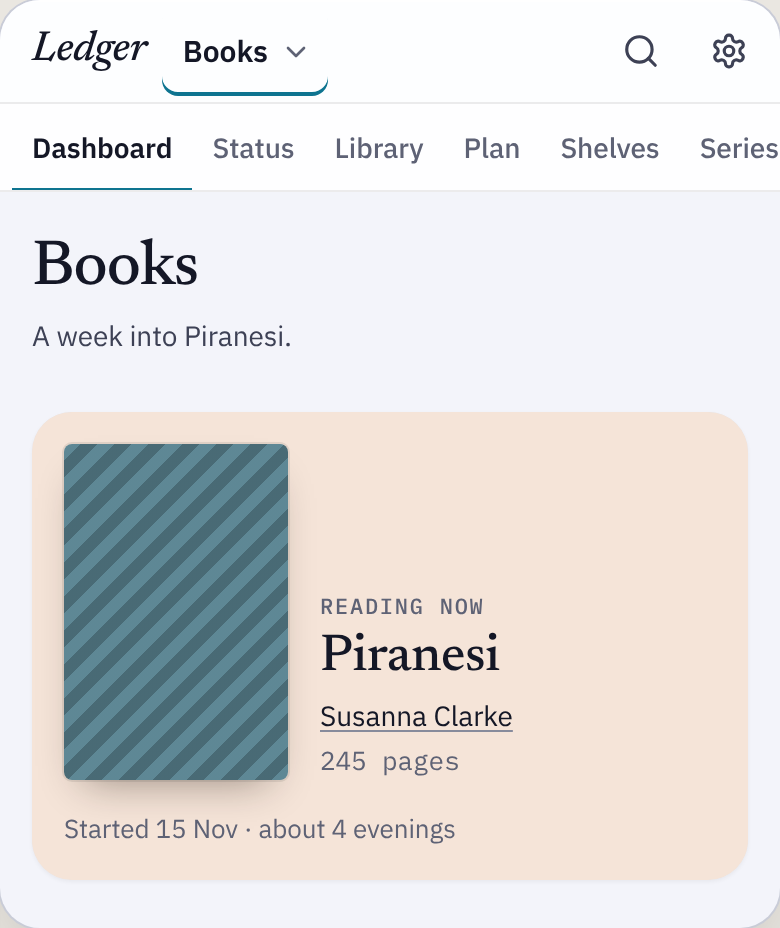 Ledger
Books
Dashboard Status Library Plan Shelves Series
Books
A week into Piranesi.
READING NOW
Piranesi
Susanna Clarke
245 pages
Started 15 Nov · about 4 evenings